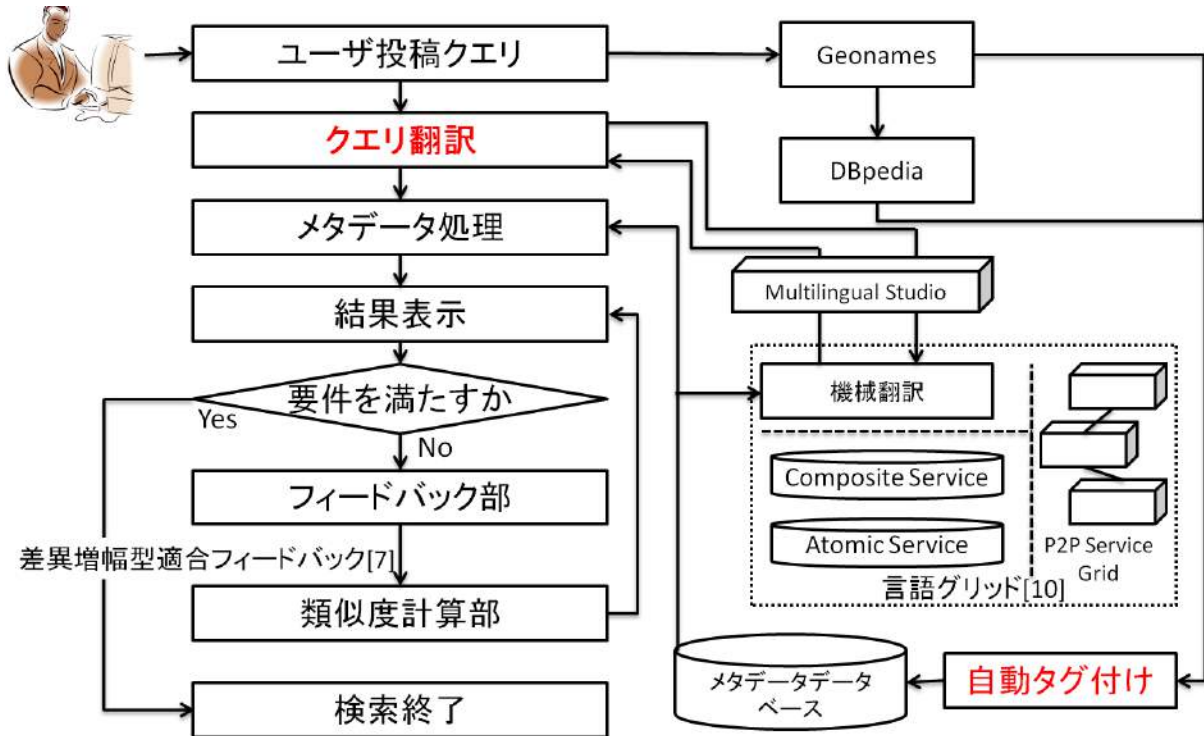 ユーザ投稿クエリ
クエリ翻訳
メタデータ処理
結果表示
要件を満たすか
Yes
No
フィードバック部
差異増幅型適合フィードバック[7]
類似度計算部
検索終了
Geonames
DBpedia
Multilingual Studio
機械翻訳
Composite Service
Atomic Service
P2P Service
Grid
言語グリッド[10]
メタデータデータ
ベース
自動タグ付け